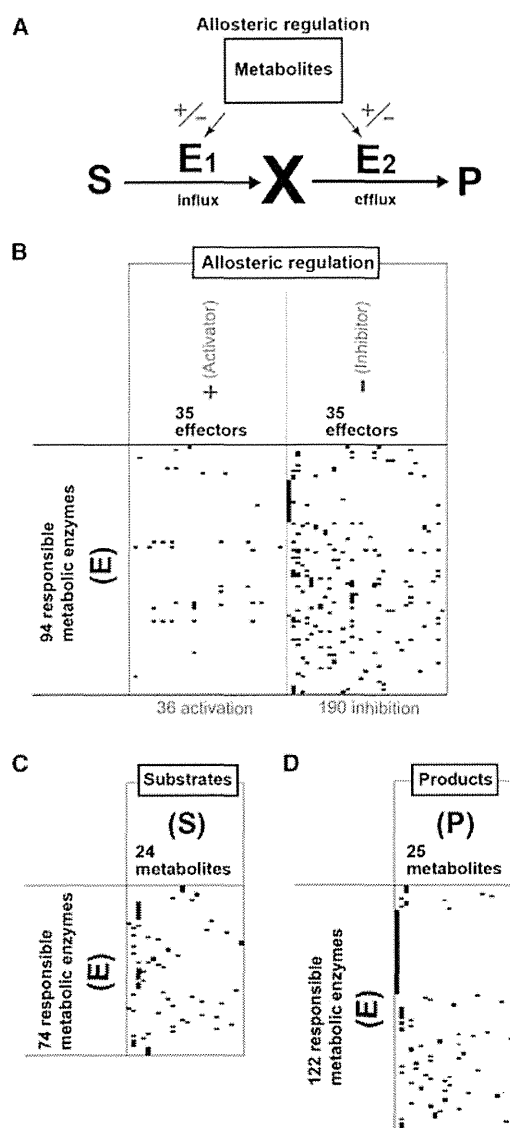 A
Allosteric regulation
Metabolites
+/- +/-
E1 E2
S X P
influx efflux
B
Allosteric regulation
+ (Activator)
- (Inhibitor)
35 effectors
35 effectors
94 responsible metabolic enzymes
(E)
36 activation 190 inhibition
C
Substrates
(S)
24 metabolites
74 responsible metabolic enzymes
(E)
D
Products
(P)
25 metabolites
122 responsible metabolic enzymes
(E)